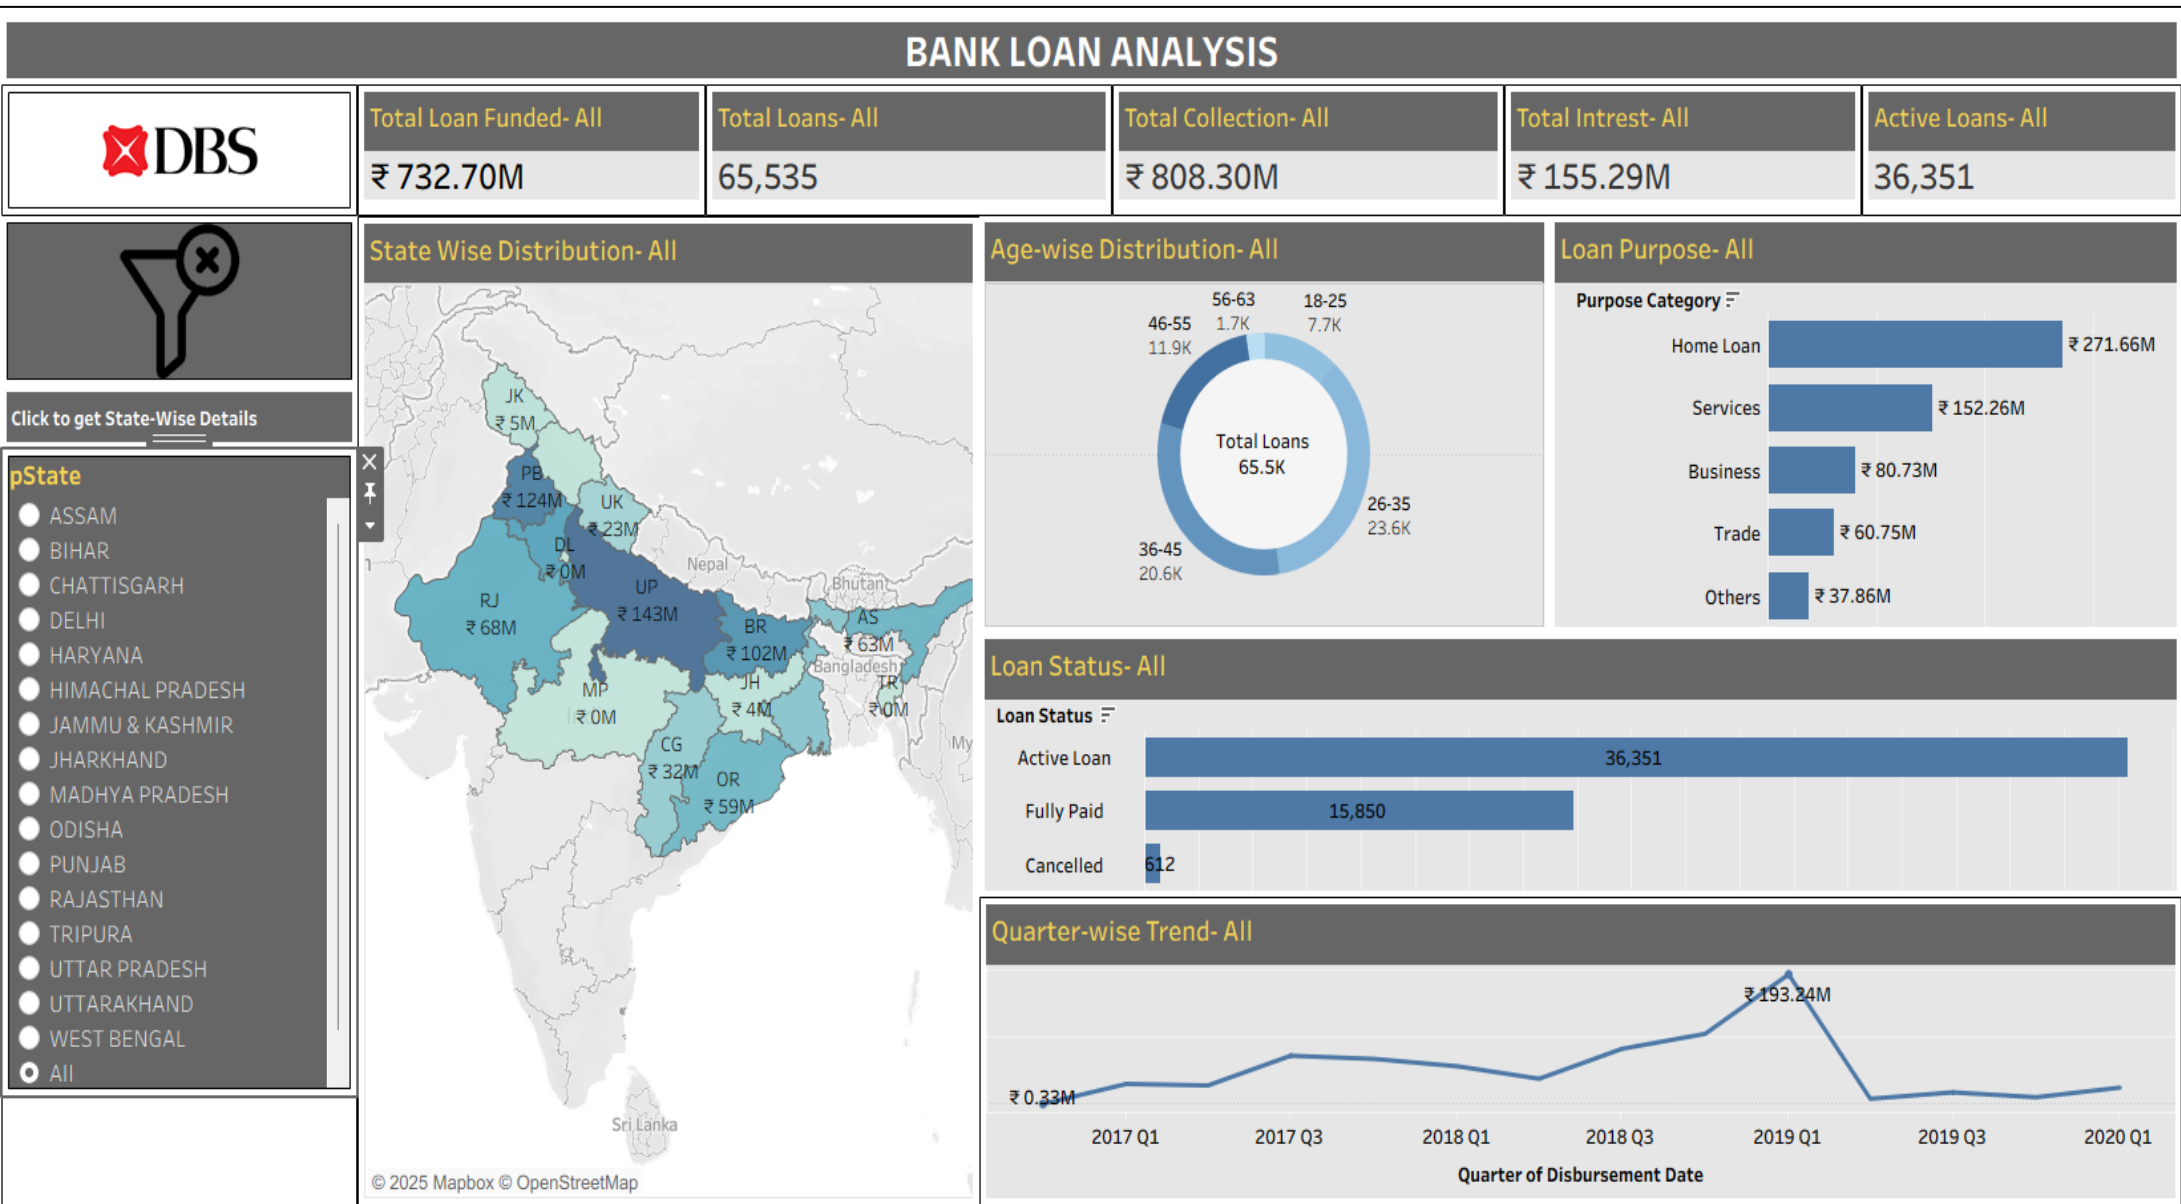 BANK LOAN ANALYSIS
DBS
Total Loan Funded- All
₹ 732.70M
Total Loans- All
65,535
Total Collection- All
₹ 808.30M
Total Intrest- All
₹ 155.29M
Active Loans- All
36,351
Click to get State-Wise Details
pState
ASSAM
BIHAR
CHATTISGARH
DELHI
HARYANA
HIMACHAL PRADESH
JAMMU & KASHMIR
JHARKHAND
MADHYA PRADESH
ODISHA
PUNJAB
RAJASTHAN
TRIPURA
UTTAR PRADESH
UTTARAKHAND
WEST BENGAL
All
State Wise Distribution- All
JK
₹ 5M
PB
₹ 124M
UK
₹ 23M
DL
₹ 0M
Nepal
Bhutan
UP
₹ 143M
RJ
₹ 68M
BR
₹ 102M
AS
₹ 63M
Bangladesh
MP
₹ 0M
JH
₹ 4M
TR
₹ 0M
My
CG
₹ 32M
OR
₹ 59M
Sri Lanka
© 2025 Mapbox © OpenStreetMap
Age-wise Distribution- All
56-63
1.7K
18-25
7.7K
46-55
11.9K
Total Loans
65.5K
26-35
23.6K
36-45
20.6K
Loan Purpose- All
Purpose Category
Home Loan
₹ 271.66M
Services
₹ 152.26M
Business
₹ 80.73M
Trade
₹ 60.75M
Others
₹ 37.86M
Loan Status- All
Loan Status
Active Loan
36,351
Fully Paid
15,850
Cancelled
612
Quarter-wise Trend- All
₹ 193.24M
₹ 0.33M
2017 Q1
2017 Q3
2018 Q1
2018 Q3
2019 Q1
2019 Q3
2020 Q1
Quarter of Disbursement Date